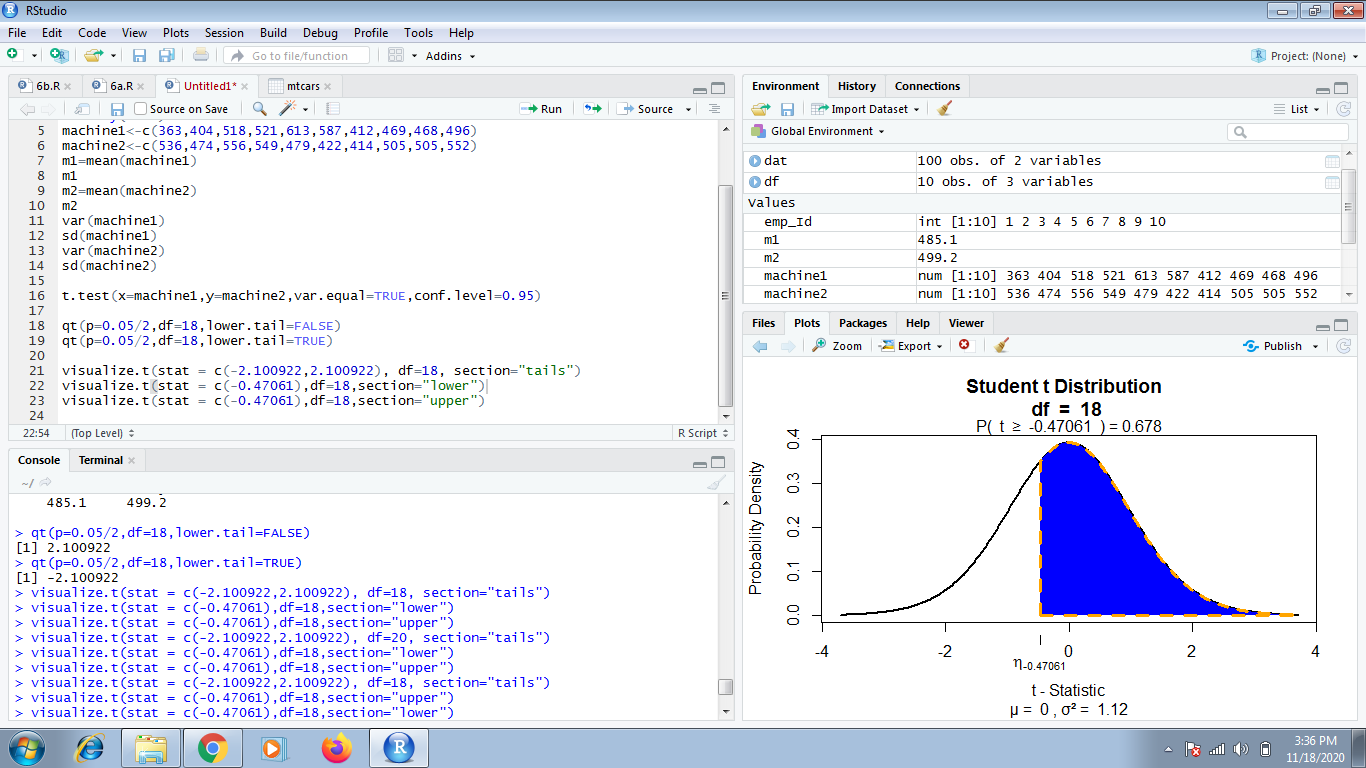 RStudio
File Edit Code View Plots Session Build Debug Profile Tools Help
Go to file/function Addins Project: (None)
6b.R 6a.R Untitled1* mtcars
Source on Save Run Source
5 machine1<-c(363,404,518,521,613,587,412,469,468,496)
6 machine2<-c(536,474,556,549,479,422,414,505,505,552)
7 m1=mean(machine1)
8 m1
9 m2=mean(machine2)
10 m2
11 var(machine1)
12 sd(machine1)
13 var(machine2)
14 sd(machine2)
15
16 t.test(x=machine1,y=machine2,var.equal=TRUE,conf.level=0.95)
17
18 qt(p=0.05/2,df=18,lower.tail=FALSE)
19 qt(p=0.05/2,df=18,lower.tail=TRUE)
20
21 visualize.t(stat = c(-2.100922,2.100922), df=18, section="tails")
22 visualize.t(stat = c(-0.47061),df=18,section="lower")
23 visualize.t(stat = c(-0.47061),df=18,section="upper")
24
22:54 (Top Level) R Script
Console Terminal
~/
485.1 499.2
> qt(p=0.05/2,df=18,lower.tail=FALSE)
[1] 2.100922
> qt(p=0.05/2,df=18,lower.tail=TRUE)
[1] -2.100922
> visualize.t(stat = c(-2.100922,2.100922), df=18, section="tails")
> visualize.t(stat = c(-0.47061),df=18,section="lower")
> visualize.t(stat = c(-0.47061),df=18,section="upper")
> visualize.t(stat = c(-2.100922,2.100922), df=20, section="tails")
> visualize.t(stat = c(-0.47061),df=18,section="lower")
> visualize.t(stat = c(-0.47061),df=18,section="upper")
> visualize.t(stat = c(-2.100922,2.100922), df=18, section="tails")
> visualize.t(stat = c(-0.47061),df=18,section="upper")
> visualize.t(stat = c(-0.47061),df=18,section="lower")
Environment History Connections
Import Dataset List
Global Environment
dat 100 obs. of 2 variables
df 10 obs. of 3 variables
Values
emp_Id int [1:10] 1 2 3 4 5 6 7 8 9 10
m1 485.1
m2 499.2
machine1 num [1:10] 363 404 518 521 613 587 412 469 468 496
machine2 num [1:10] 536 474 556 549 479 422 414 505 505 552
Files Plots Packages Help Viewer
Zoom Export Publish
Student t Distribution
df = 18
P( t ≥ -0.47061 ) = 0.678
Probability Density
0.4
0.3
0.2
0.1
0.0
-4 -2 0 2 4
η-0.47061
t - Statistic
μ = 0 , σ² = 1.12
3:36 PM
11/18/2020